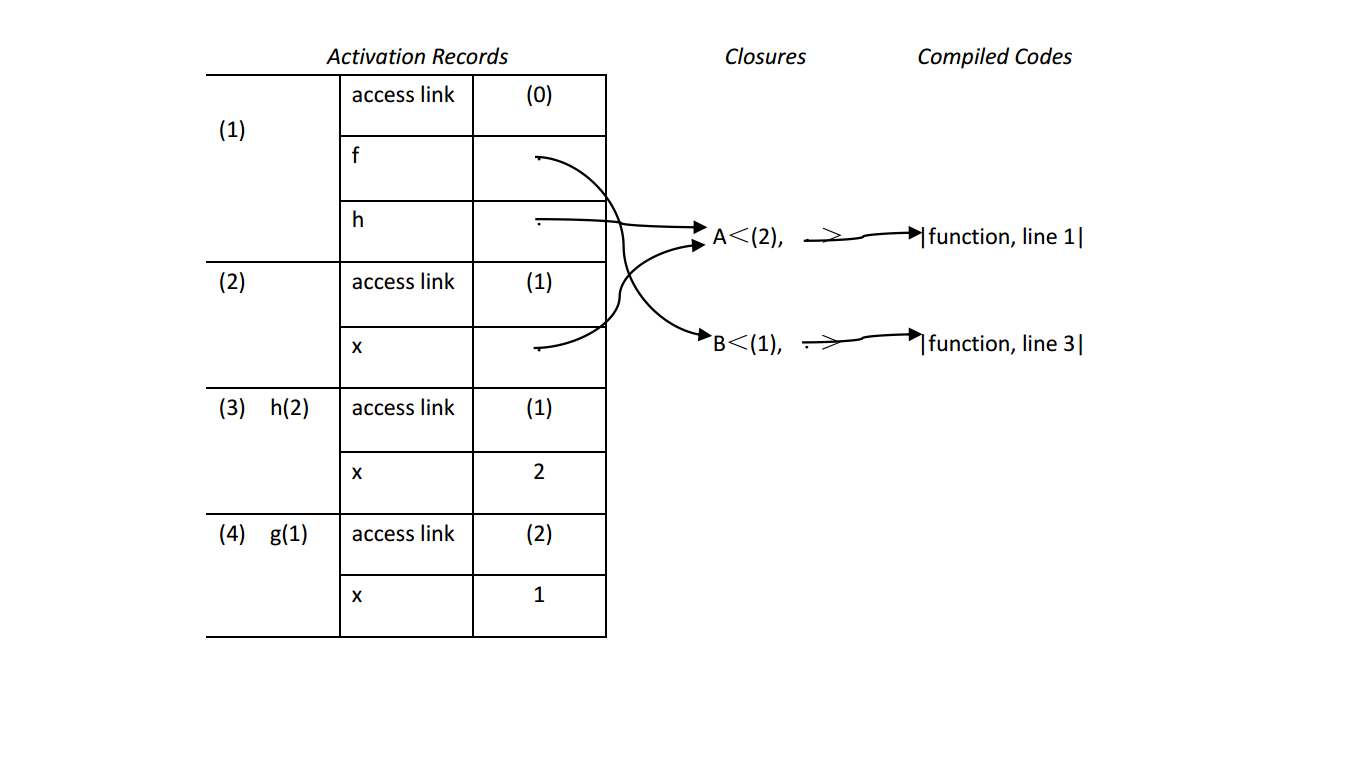 Activation Records Closures Compiled Codes
access link (0)
(1)
f
h
A<(2), . > |function, line 1|
(2) access link (1)
x
B<(1), . > |function, line 3|
(3) h(2) access link (1)
x 2
(4) g(1) access link (2)
x 1